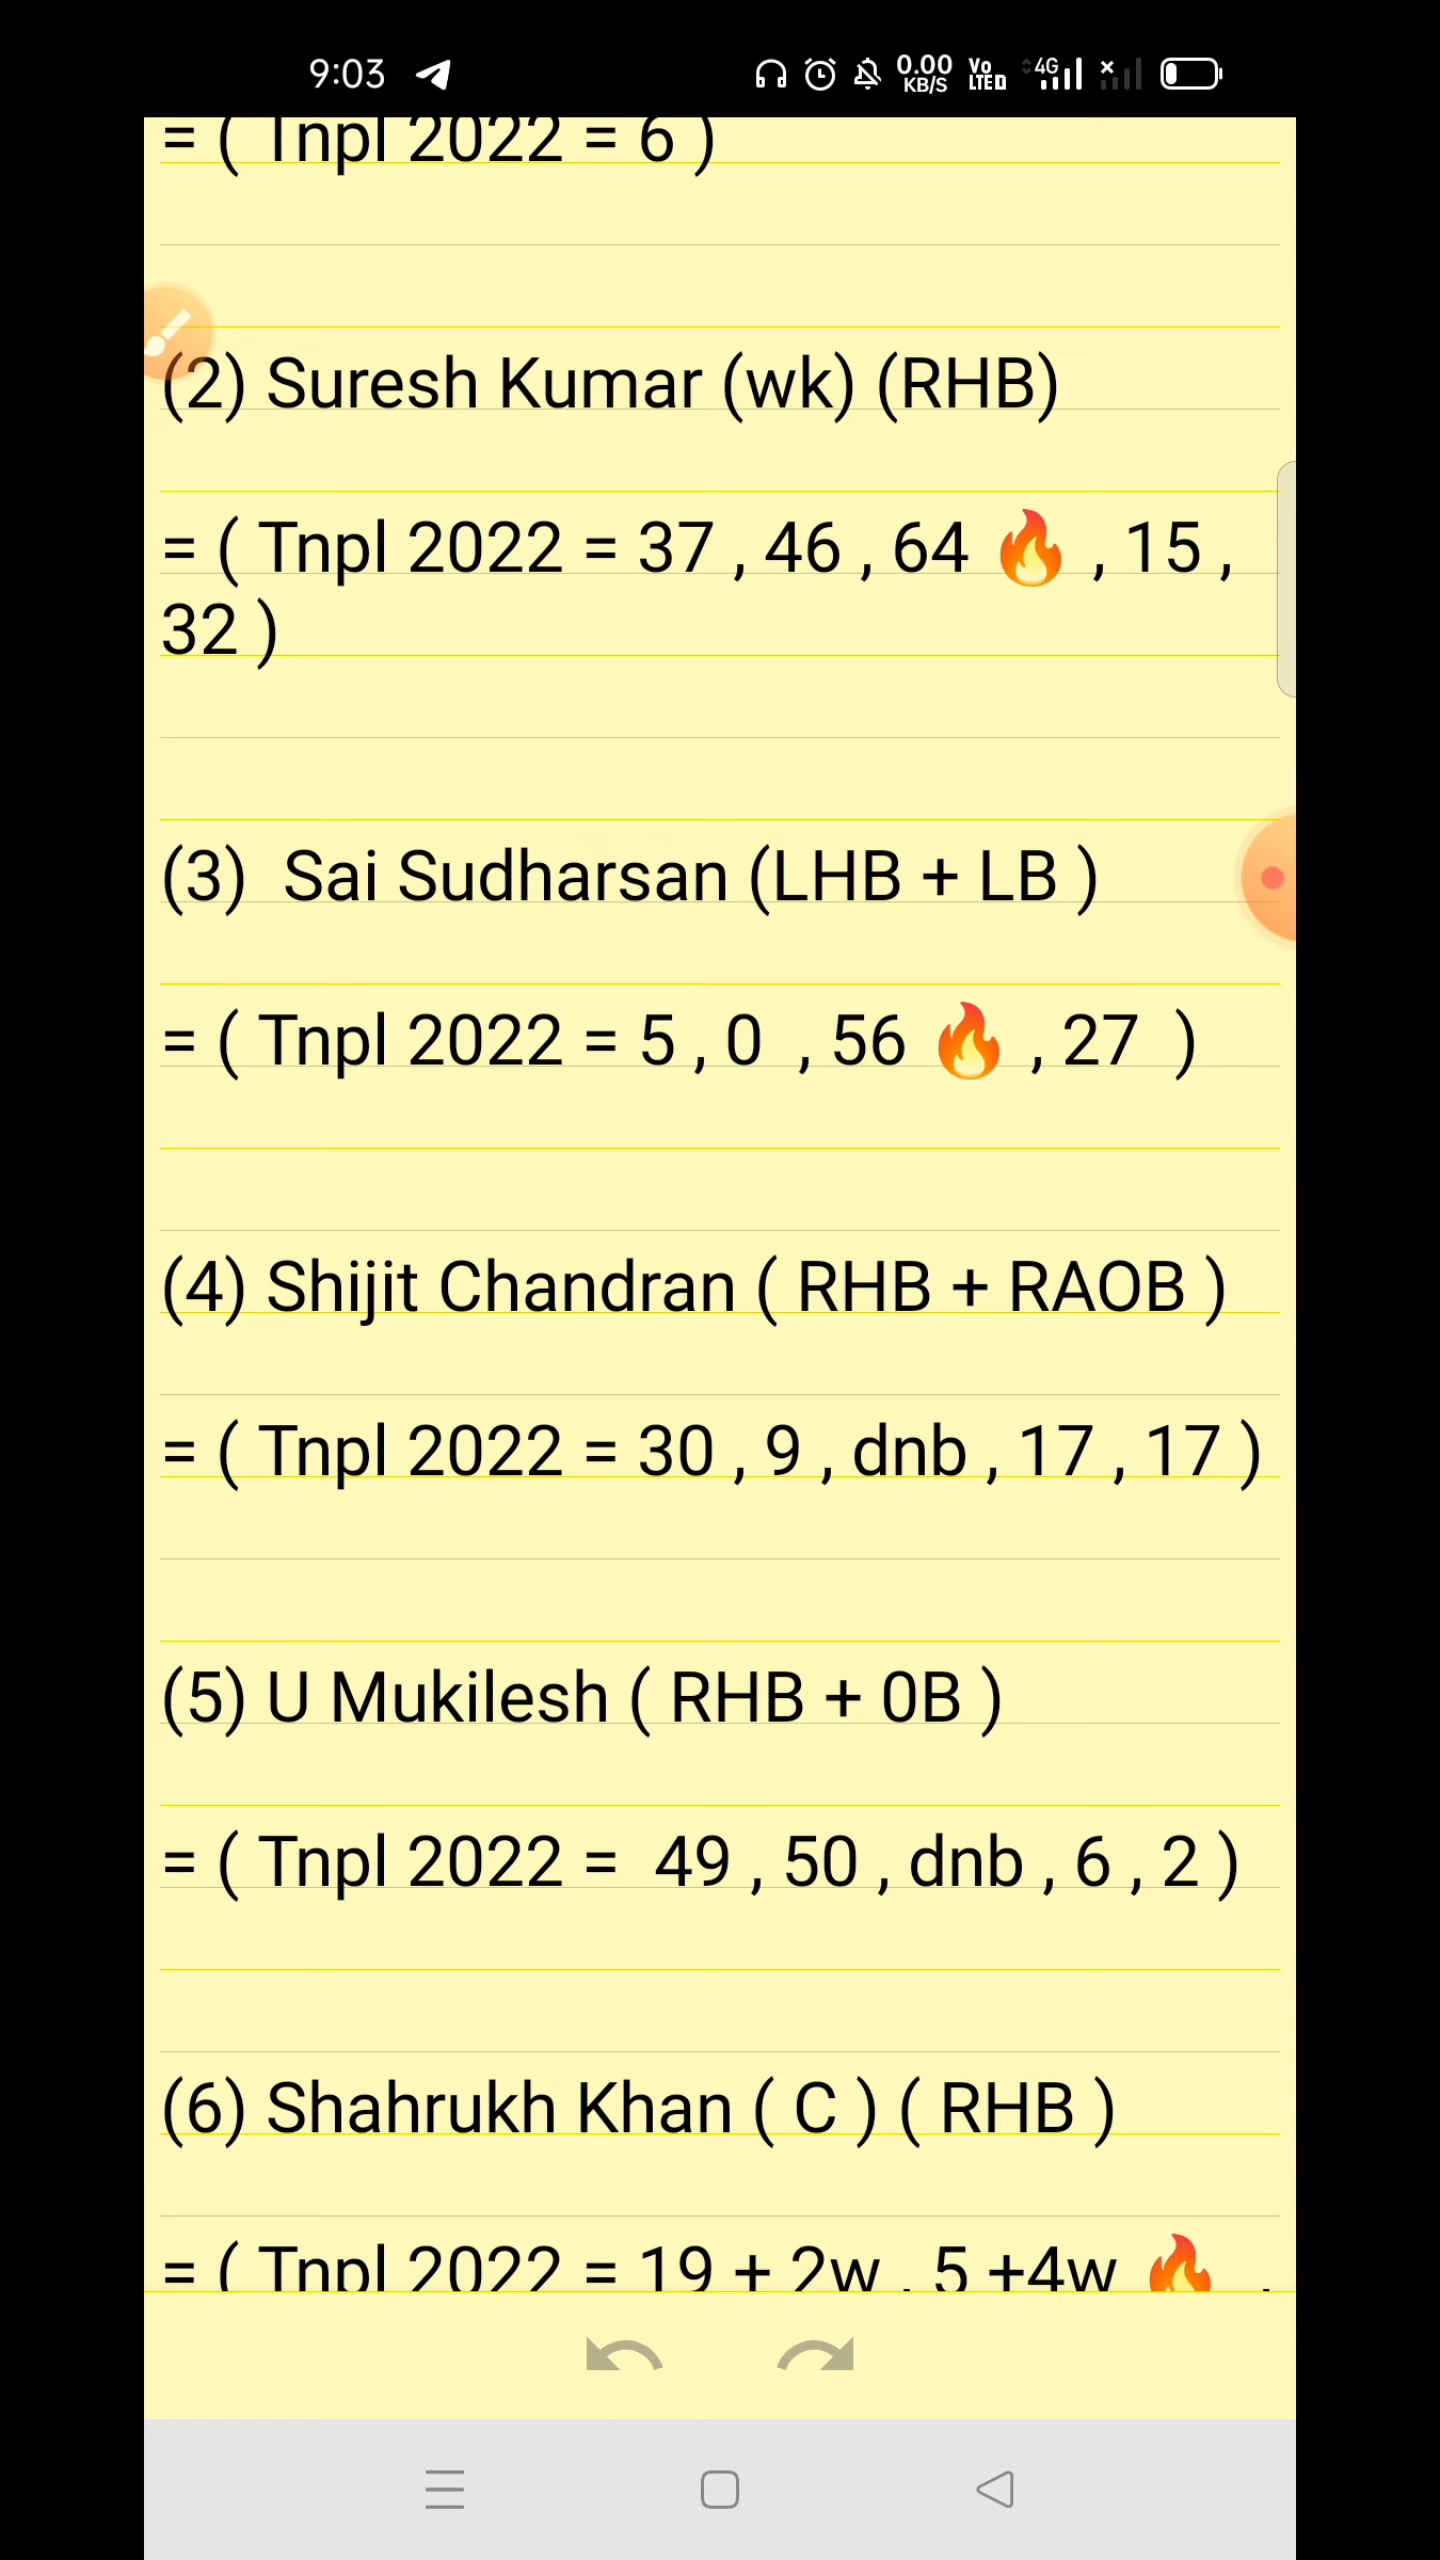 9:03 0.00 KB/S Vo LTED 4G
= ( Tnpl 2022 = 6 )
(2) Suresh Kumar (wk) (RHB)
= ( Tnpl 2022 = 37 , 46 , 64 🔥 , 15 ,
32 )
(3)  Sai Sudharsan (LHB + LB )
= ( Tnpl 2022 = 5 , 0  , 56 🔥 , 27  )
(4) Shijit Chandran ( RHB + RAOB )
= ( Tnpl 2022 = 30 , 9 , dnb , 17 , 17 )
(5) U Mukilesh ( RHB + 0B )
= ( Tnpl 2022 =  49 , 50 , dnb , 6 , 2 )
(6) Shahrukh Khan ( C ) ( RHB )
= ( Tnpl 2022 = 19 + 2w , 5 +4w 🔥 ,